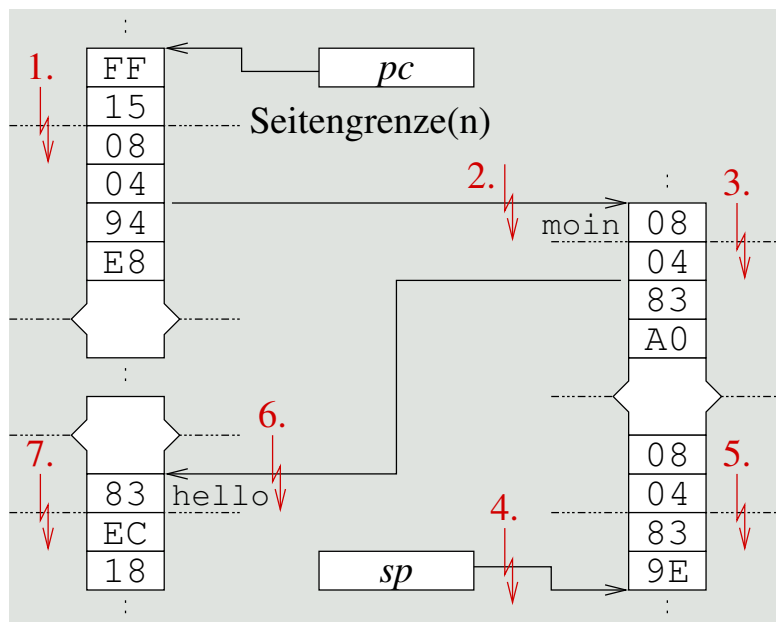 1.
FF
15
08
04
94
E8
pc
Seitengrenze(n)
2.
3.
moin
08
04
83
A0
08
04
83
9E
6.
7.
83
EC
18
hello
4.
5.
sp